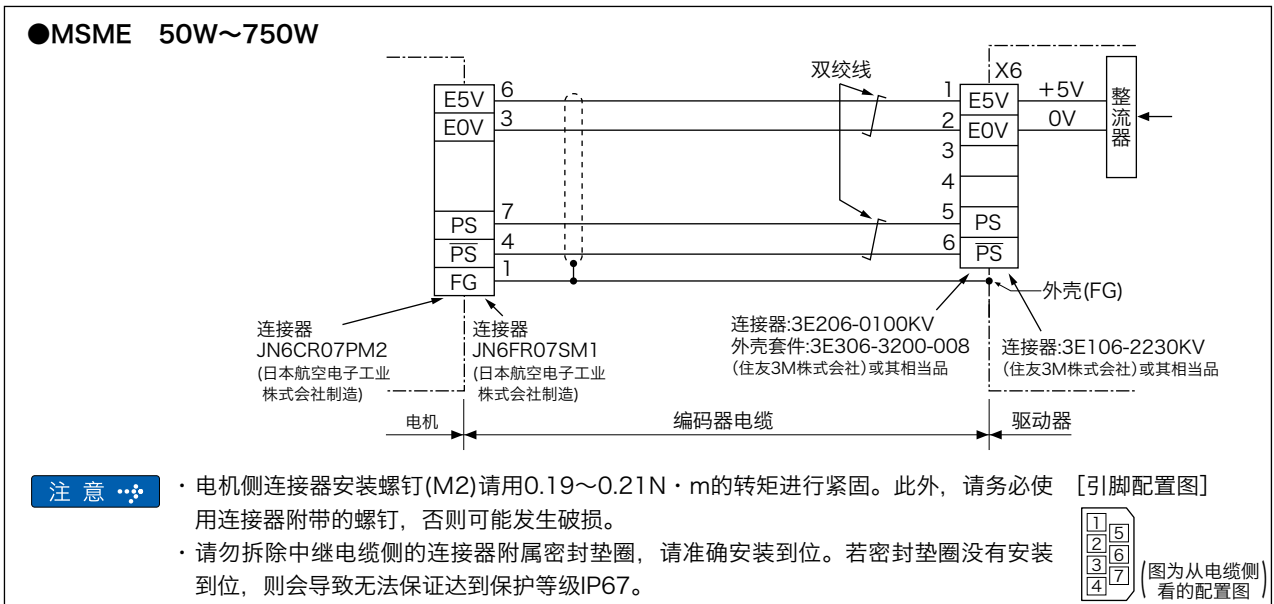 ●MSME 50W～750W
双绞线
X6
E5V 6
1 E5V +5V
E0V 3
2 E0V 0V
整流器
3
4
PS 7
5 PS
P̅S̅ 4
6 P̅S̅
FG 1
外壳(FG)
连接器
JN6CR07PM2
(日本航空电子工业
株式会社制造)
连接器
JN6FR07SM1
(日本航空电子工业
株式会社制造)
连接器:3E206-0100KV
外壳套件:3E306-3200-008
(住友3M株式会社)或其相当品
连接器:3E106-2230KV
(住友3M株式会社)或其相当品
电机
编码器电缆
驱动器
注意
・电机侧连接器安装螺钉(M2)请用0.19～0.21N・m的转矩进行紧固。此外，请务必使
用连接器附带的螺钉，否则可能发生破损。
・请勿拆除中继电缆侧的连接器附属密封垫圈，请准确安装到位。若密封垫圈没有安装
到位，则会导致无法保证达到保护等级IP67。
[引脚配置图]
1
2
3
4
5
6
7
(图为从电缆侧
看的配置图)